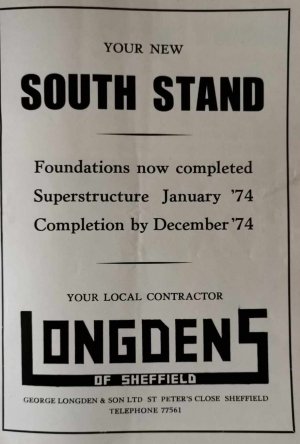 YOUR NEW
SOUTH STAND
Foundations now completed
Superstructure January '74
Completion by December '74
YOUR LOCAL CONTRACTOR
LONGDENS
OF SHEFFIELD
GEORGE LONGDEN & SON LTD ST PETER'S CLOSE SHEFFIELD
TELEPHONE 77561